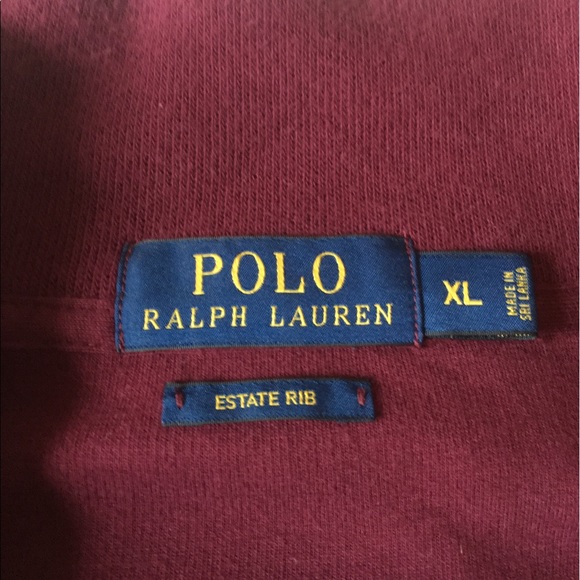 POLO
RALPH LAUREN
XL
MADE IN
SRI LANKA
ESTATE RIB